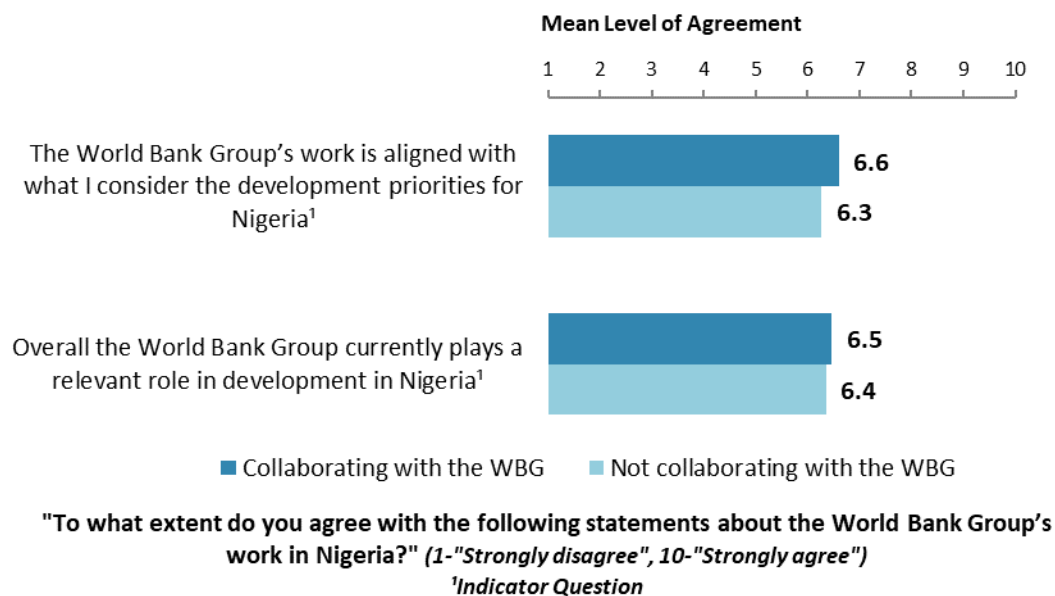 Mean Level of Agreement
1 2 3 4 5 6 7 8 9 10
The World Bank Group’s work is aligned with
what I consider the development priorities for
Nigeria¹
6.6
6.3
Overall the World Bank Group currently plays a
relevant role in development in Nigeria¹
6.5
6.4
Collaborating with the WBG Not collaborating with the WBG
"To what extent do you agree with the following statements about the World Bank Group’s
work in Nigeria?" (1-"Strongly disagree", 10-"Strongly agree")
¹Indicator Question